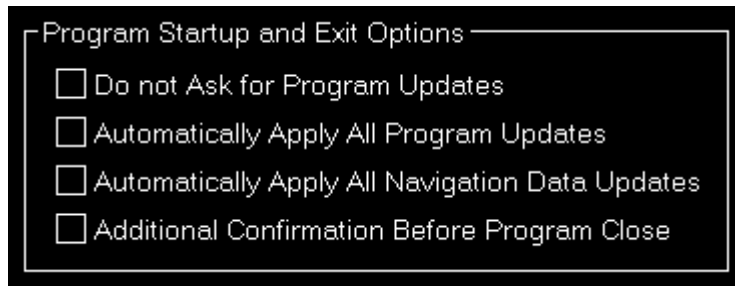 Program Startup and Exit Options
Do not Ask for Program Updates
Automatically Apply All Program Updates
Automatically Apply All Navigation Data Updates
Additional Confirmation Before Program Close